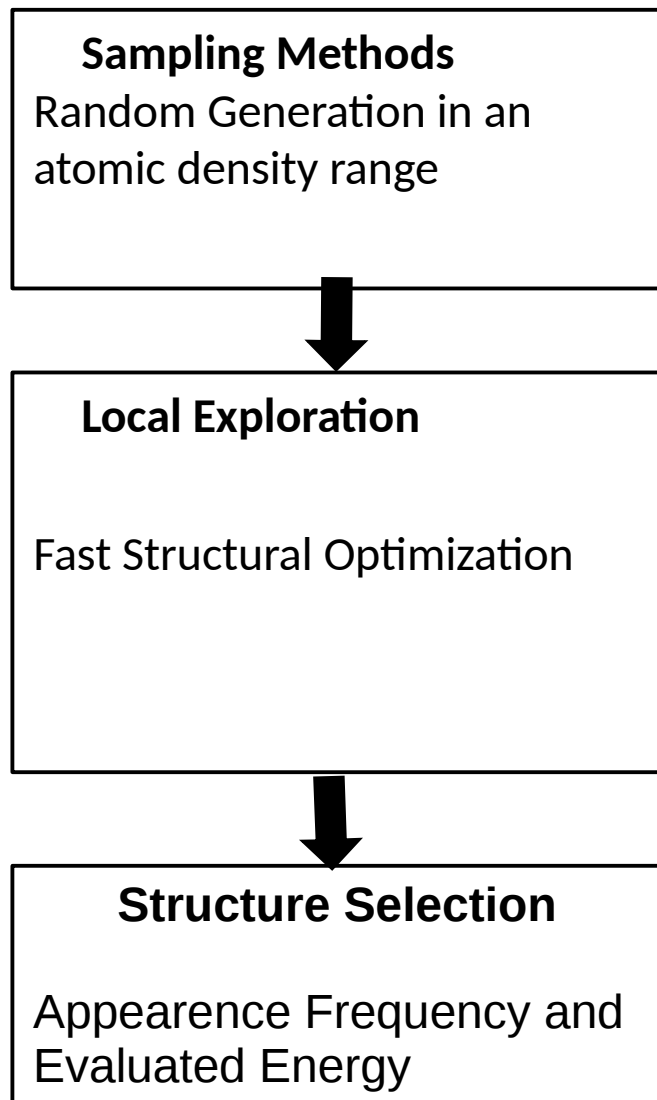 Sampling Methods
Random Generation in an
atomic density range
Local Exploration
Fast Structural Optimization
Structure Selection
Appearence Frequency and
Evaluated Energy